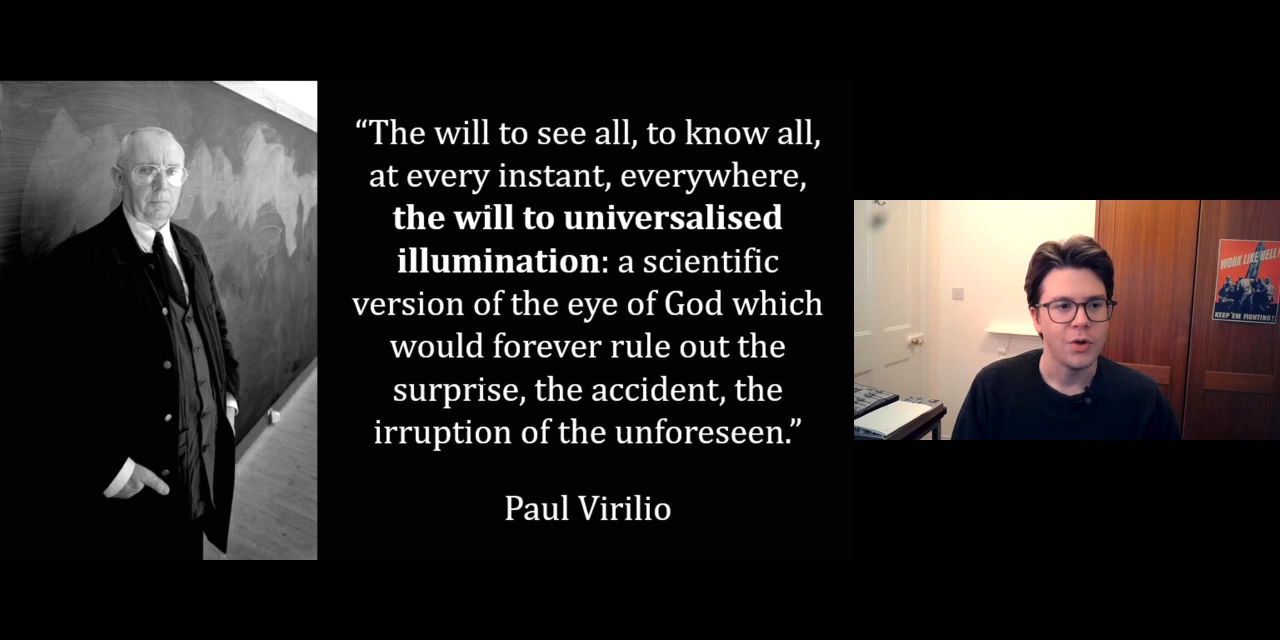 “The will to see all, to know all,
at every instant, everywhere,
the will to universalised
illumination: a scientific
version of the eye of God which
would forever rule out the
surprise, the accident, the
irruption of the unforeseen.”
Paul Virilio
WORK LIKE HELL!
KEEP 'EM FIGHTING!